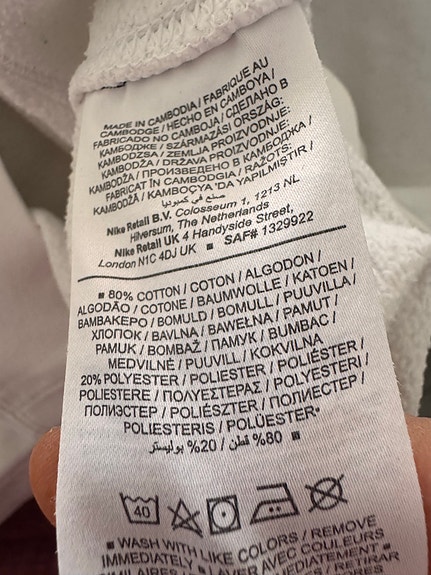 MADE IN CAMBODIA / FABRIQUÉ AU
CAMBODGE / HECHO EN CAMBOYA /
FABRICADO NO CAMBOJA / СДЕЛАНО В
КАМБОДЖЕ / SZÁRMAZÁSI ORSZÁG:
KAMBODZSA / ZEMLJA PROIZVODNJE:
KAMBODŽA / DRŽAVA PROIZVODNJE:
KAMBODŽA / ПРОИЗВЕДЕНО В КАМБОДЖА /
FABRICAT ÎN CAMBODGIA / RAŽOTS:
KAMBODŽĀ / KAMBOÇYA 'DA YAPILMIŞTIR /
صنع في كمبوديا
Nike Retail B.V. Colosseum 1, 1213 NL
Hilversum, The Netherlands
Nike Retail UK 4 Handyside Street,
London N1C 4DJ UK ■ SAF# 1329922
■ 80% COTTON / COTON / ALGODON /
ALGODÃO / COTONE / BAUMWOLLE / KATOEN /
ΒΑΜΒΑΚΕΡΟ / BOMULD / BOMULL / PUUVILLA /
ХЛОПОК / BAVLNA / BAWEŁNA / PAMUT /
PAMUK / BOMBAŽ / ПАМУК / BUMBAC /
MEDVILNĖ / PUUVILL / KOKVILNA
20% POLYESTER / POLIESTER / POLIÉSTER /
POLIESTERE / ΠΟΛΥΕΣΤΕΡΑΣ / POLYESTERI /
ПОЛИЭСТЕР / POLIÉSZTER / ПОЛИЕСТЕР /
POLIESTERIS / POLÜESTER*
■ 80% قطن / 20% بوليستر
40
■ WASH WITH LIKE COLORS / REMOVE
IMMEDIATELY ■ LAVER AVEC COULEURS